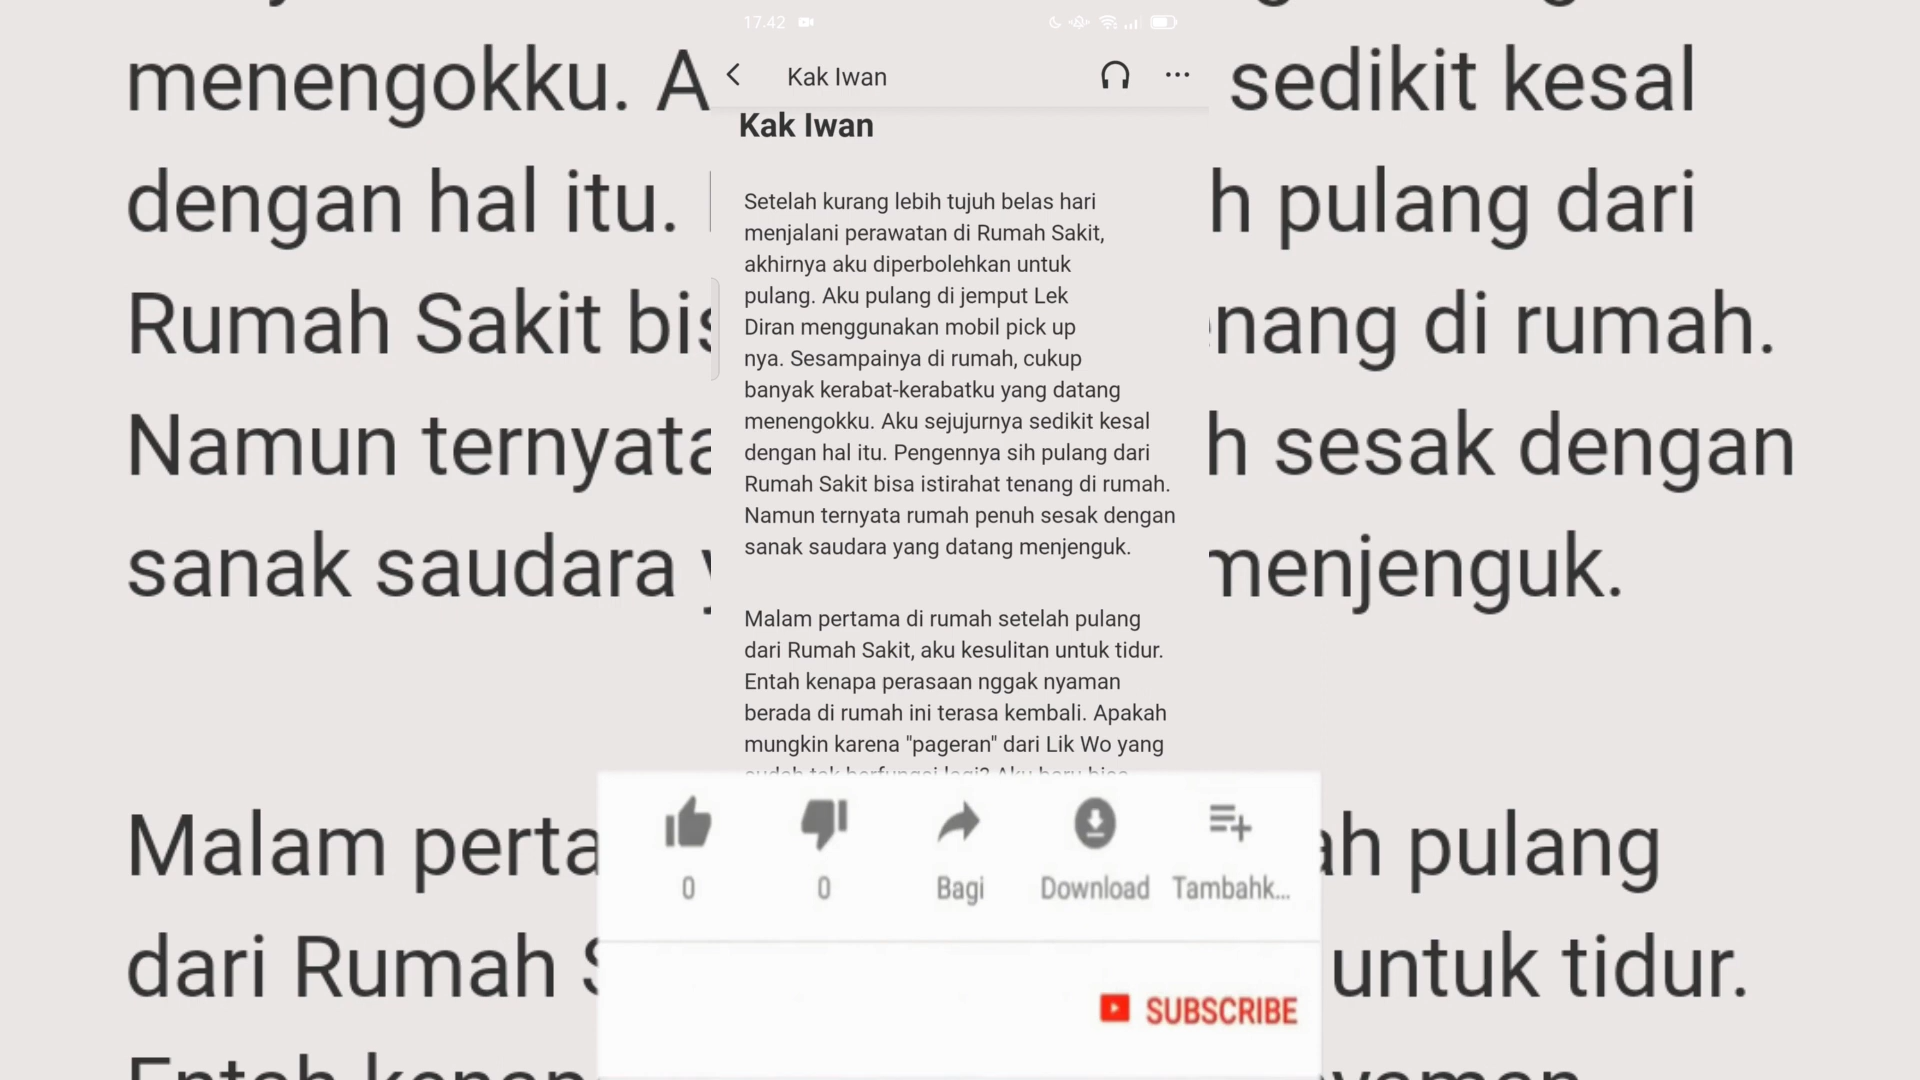 17.42
Kak Iwan
Kak Iwan
Setelah kurang lebih tujuh belas hari
menjalani perawatan di Rumah Sakit,
akhirnya aku diperbolehkan untuk
pulang. Aku pulang di jemput Lek
Diran menggunakan mobil pick up
nya. Sesampainya di rumah, cukup
banyak kerabat-kerabatku yang datang
menengokku. Aku sejujurnya sedikit kesal
dengan hal itu. Pengennya sih pulang dari
Rumah Sakit bisa istirahat tenang di rumah.
Namun ternyata rumah penuh sesak dengan
sanak saudara yang datang menjenguk.
Malam pertama di rumah setelah pulang
dari Rumah Sakit, aku kesulitan untuk tidur.
Entah kenapa perasaan nggak nyaman
berada di rumah ini terasa kembali. Apakah
mungkin karena "pageran" dari Lik Wo yang
0 0 Bagi Download Tambahk...
SUBSCRIBE
menengokku. A sedikit kesal
dengan hal itu. h pulang dari
Rumah Sakit bis nang di rumah.
Namun ternyata h sesak dengan
sanak saudara y menjenguk.
Malam perta ah pulang
dari Rumah S untuk tidur.